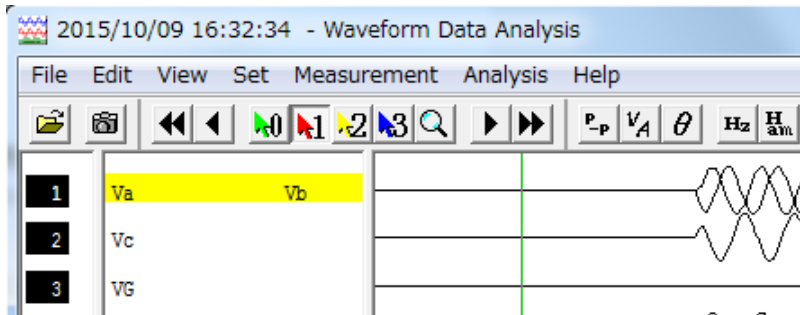 2015/10/09 16:32:34 - Waveform Data Analysis
File Edit View Set Measurement Analysis Help
0 1 2 3 P-P V/A θ Hz Ham
1 Va Vb
2 Vc
3 VG